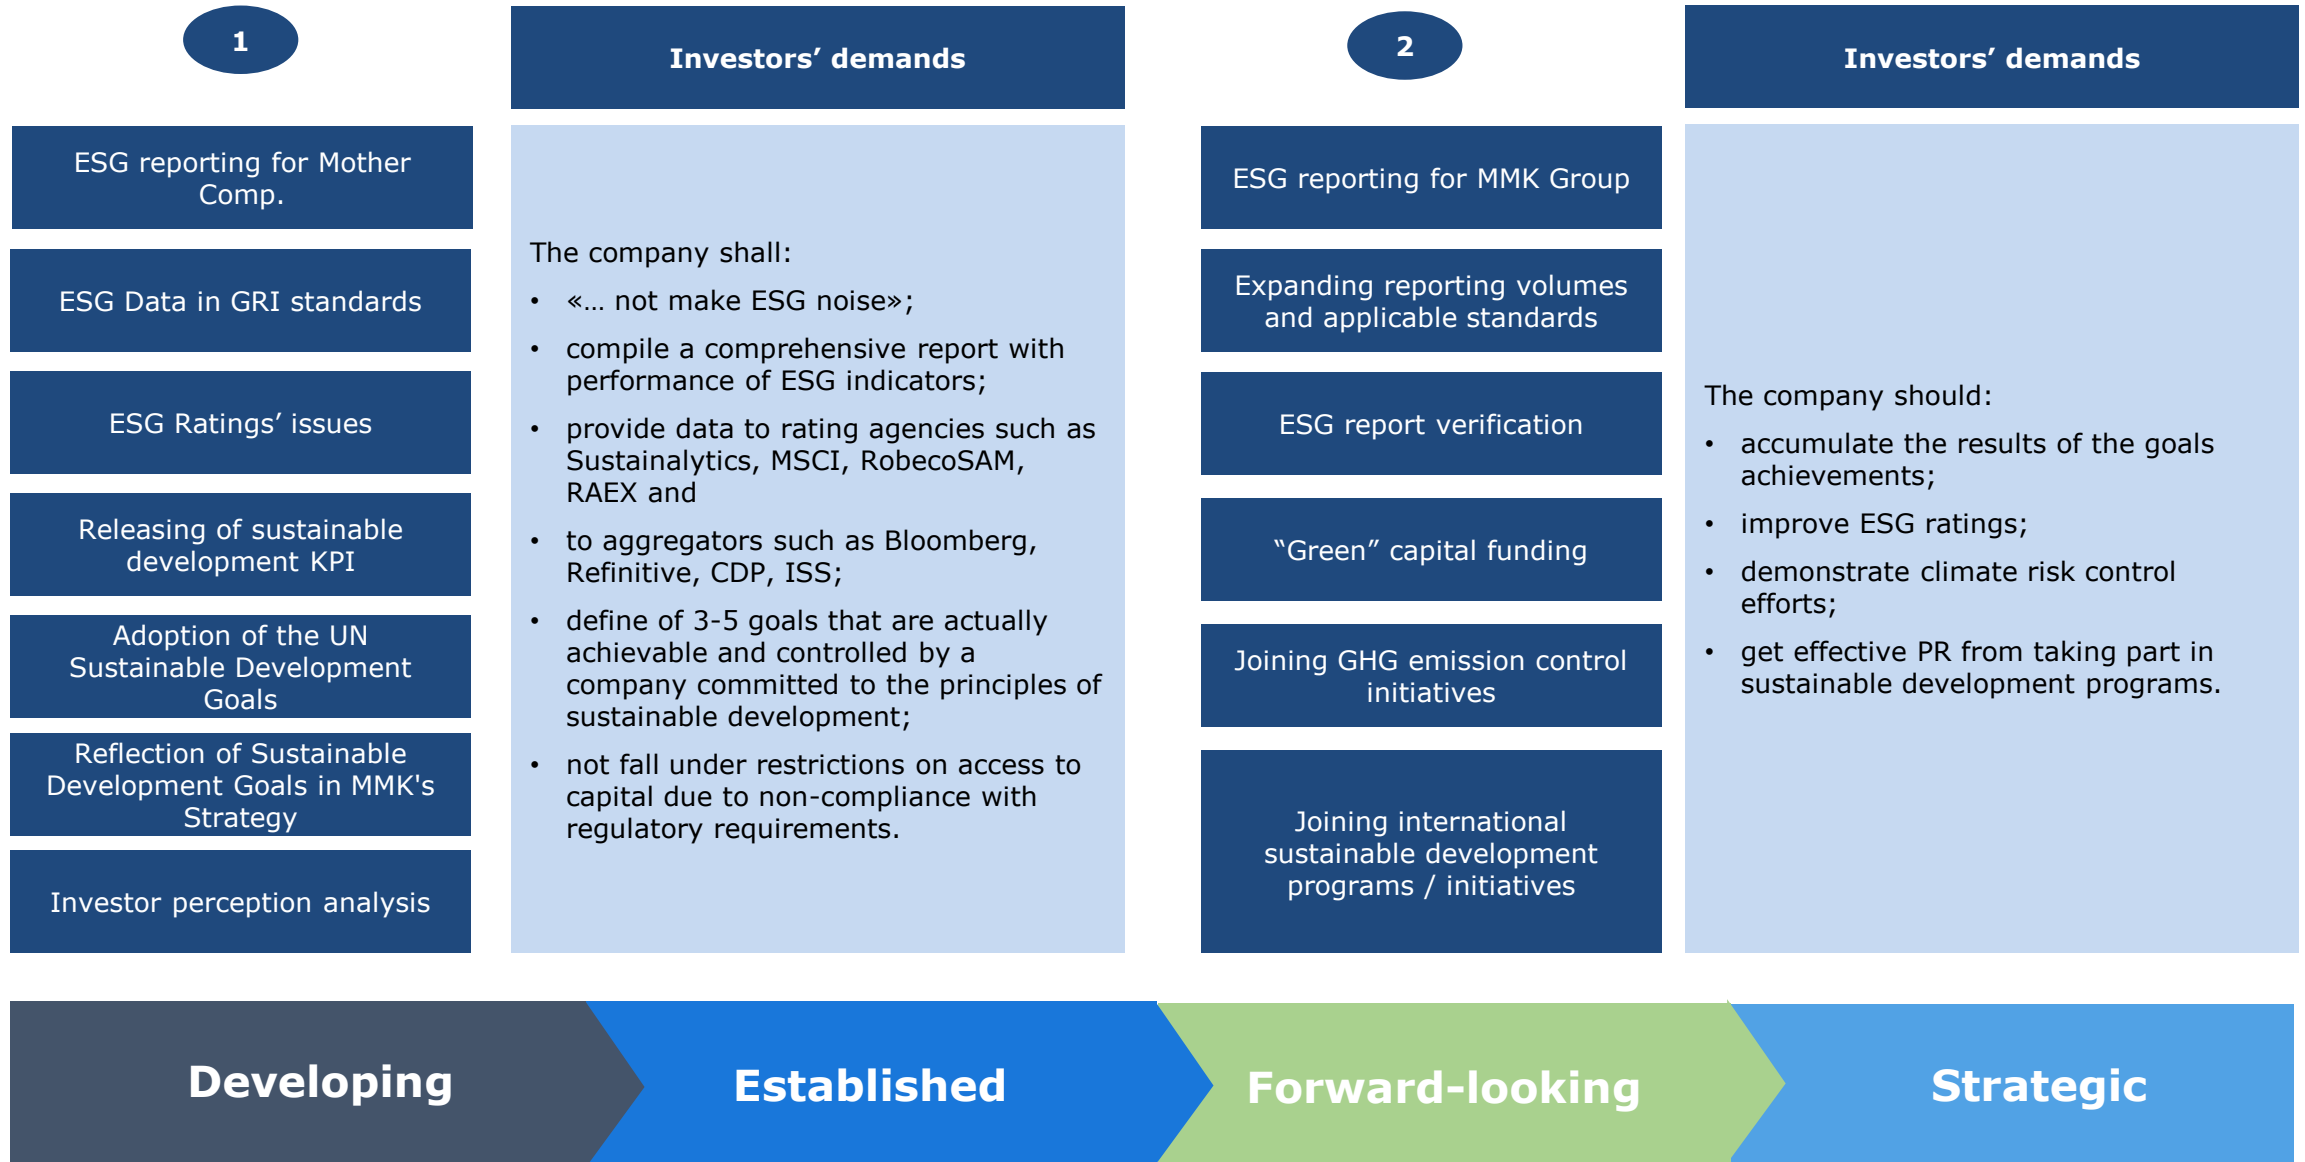 1
ESG reporting for Mother
Comp.
ESG Data in GRI standards
ESG Ratings’ issues
Releasing of sustainable
development KPI
Adoption of the UN
Sustainable Development
Goals
Reflection of Sustainable
Development Goals in MMK's
Strategy
Investor perception analysis
Investors’ demands
The company shall:
• «… not make ESG noise»;
• compile a comprehensive report with
performance of ESG indicators;
• provide data to rating agencies such as
Sustainalytics, MSCI, RobecoSAM,
RAEX and
• to aggregators such as Bloomberg,
Refinitive, CDP, ISS;
• define of 3-5 goals that are actually
achievable and controlled by a
company committed to the principles of
sustainable development;
• not fall under restrictions on access to
capital due to non-compliance with
regulatory requirements.
2
ESG reporting for MMK Group
Expanding reporting volumes
and applicable standards
ESG report verification
“Green” capital funding
Joining GHG emission control
initiatives
Joining international
sustainable development
programs / initiatives
Investors’ demands
The company should:
• accumulate the results of the goals
achievements;
• improve ESG ratings;
• demonstrate climate risk control
efforts;
• get effective PR from taking part in
sustainable development programs.
Developing
Established
Forward-looking
Strategic